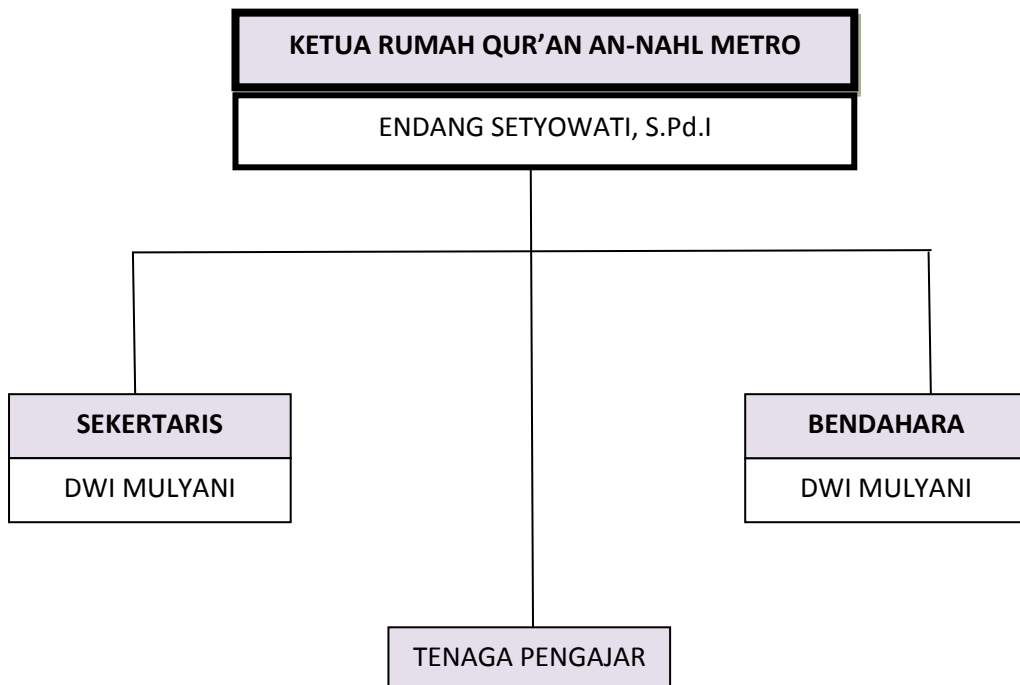 KETUA RUMAH QUR’AN AN-NAHL METRO
ENDANG SETYOWATI, S.Pd.I
SEKERTARIS
DWI MULYANI
BENDAHARA
DWI MULYANI
TENAGA PENGAJAR